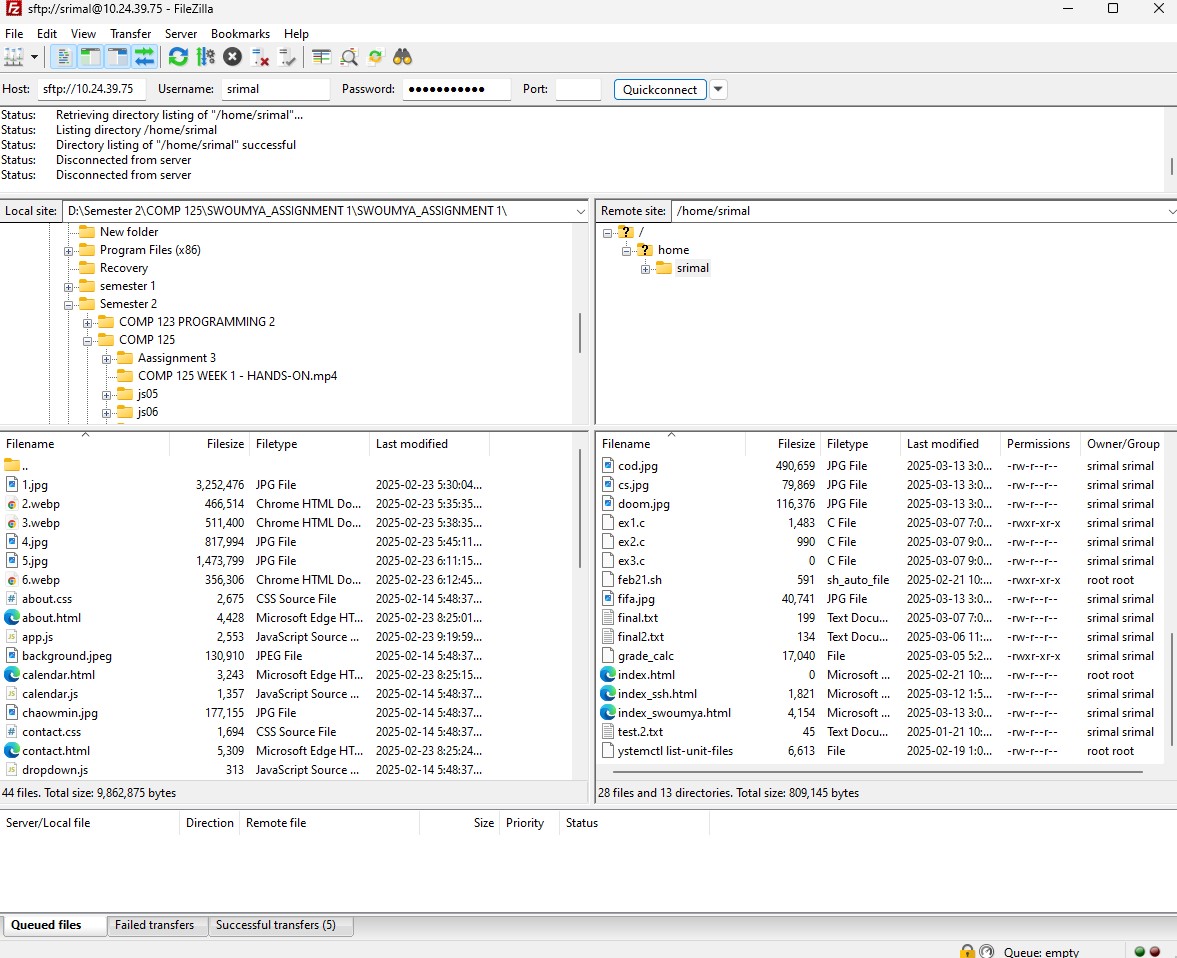 sftp://srimal@10.24.39.75 - FileZilla
File Edit View Transfer Server Bookmarks Help
Host: sftp://10.24.39.75 Username: srimal Password: ●●●●●●●●●●● Port: Quickconnect
Status: Retrieving directory listing of "/home/srimal"...
Status: Listing directory /home/srimal
Status: Directory listing of "/home/srimal" successful
Status: Disconnected from server
Status: Disconnected from server
Local site: D:\Semester 2\COMP 125\SWOUMYA_ASSIGNMENT 1\SWOUMYA_ASSIGNMENT 1\
New folder
Program Files (x86)
Recovery
semester 1
Semester 2
COMP 123 PROGRAMMING 2
COMP 125
Aassignment 3
COMP 125 WEEK 1 - HANDS-ON.mp4
js05
js06
Filename Filesize Filetype Last modified
..
1.jpg 3,252,476 JPG File 2025-02-23 5:30:04...
2.webp 466,514 Chrome HTML Do... 2025-02-23 5:35:35...
3.webp 511,400 Chrome HTML Do... 2025-02-23 5:38:35...
4.jpg 817,994 JPG File 2025-02-23 5:45:11...
5.jpg 1,473,799 JPG File 2025-02-23 6:11:15...
6.webp 356,306 Chrome HTML Do... 2025-02-23 6:12:45...
about.css 2,675 CSS Source File 2025-02-14 5:48:37...
about.html 4,428 Microsoft Edge HT... 2025-02-23 8:25:01...
app.js 2,553 JavaScript Source ... 2025-02-23 9:19:59...
background.jpeg 130,910 JPEG File 2025-02-14 5:48:37...
calendar.html 3,243 Microsoft Edge HT... 2025-02-23 8:25:15...
calendar.js 1,357 JavaScript Source ... 2025-02-14 5:48:37...
chaowmin.jpg 177,155 JPG File 2025-02-14 5:48:37...
contact.css 1,694 CSS Source File 2025-02-14 5:48:37...
contact.html 5,309 Microsoft Edge HT... 2025-02-23 8:25:24...
dropdown.js 313 JavaScript Source ... 2025-02-14 5:48:37...
44 files. Total size: 9,862,875 bytes
Remote site: /home/srimal
/
home
srimal
Filename Filesize Filetype Last modified Permissions Owner/Group
cod.jpg 490,659 JPG File 2025-03-13 3:0... -rw-r--r-- srimal srimal
cs.jpg 79,869 JPG File 2025-03-13 3:0... -rw-r--r-- srimal srimal
doom.jpg 116,376 JPG File 2025-03-13 3:0... -rw-r--r-- srimal srimal
ex1.c 1,483 C File 2025-03-07 7:0... -rwxr-xr-x srimal srimal
ex2.c 990 C File 2025-03-07 9:0... -rw-r--r-- srimal srimal
ex3.c 0 C File 2025-03-07 9:0... -rw-r--r-- srimal srimal
feb21.sh 591 sh_auto_file 2025-02-21 10:... -rwxr-xr-x root root
fifa.jpg 40,741 JPG File 2025-03-13 3:0... -rw-r--r-- srimal srimal
final.txt 199 Text Docu... 2025-03-07 7:0... -rw-r--r-- srimal srimal
final2.txt 134 Text Docu... 2025-03-06 11:... -rw-r--r-- srimal srimal
grade_calc 17,040 File 2025-03-05 5:2... -rwxr-xr-x srimal srimal
index.html 0 Microsoft ... 2025-02-21 10:... -rw-r--r-- root root
index_ssh.html 1,821 Microsoft ... 2025-03-12 1:5... -rw-r--r-- srimal srimal
index_swoumya.html 4,154 Microsoft ... 2025-03-13 3:0... -rw-r--r-- srimal srimal
test.2.txt 45 Text Docu... 2025-01-21 10:... -rw-r--r-- srimal srimal
ystemctl list-unit-files 6,613 File 2025-02-19 1:0... -rw-r--r-- root root
28 files and 13 directories. Total size: 809,145 bytes
Server/Local file Direction Remote file Size Priority Status
Queued files Failed transfers Successful transfers (5)
Queue: empty